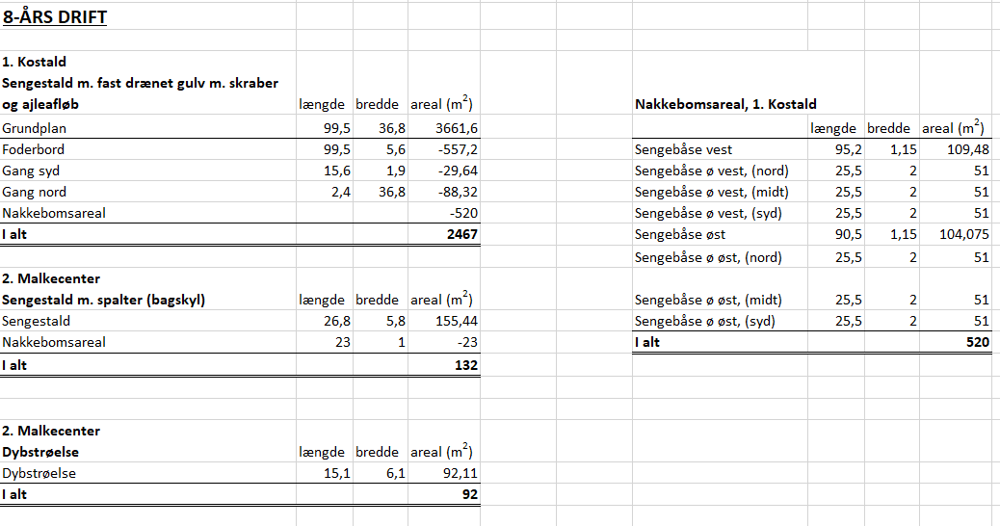 8-ÅRS DRIFT
1. Kostald
Sengestald m. fast drænet gulv m. skraber
og ajleafløb længde bredde areal (m²)
Grundplan 99,5 36,8 3661,6
Foderbord 99,5 5,6 -557,2
Gang syd 15,6 1,9 -29,64
Gang nord 2,4 36,8 -88,32
Nakkebomsareal -520
I alt 2467
2. Malkecenter
Sengestald m. spalter (bagskyl) længde bredde areal (m²)
Sengestald 26,8 5,8 155,44
Nakkebomsareal 23 1 -23
I alt 132
2. Malkecenter
Dybstrøelse længde bredde areal (m²)
Dybstrøelse 15,1 6,1 92,11
I alt 92
Nakkebomsareal, 1. Kostald
længde bredde areal (m²)
Sengebåse vest 95,2 1,15 109,48
Sengebåse ø vest, (nord) 25,5 2 51
Sengebåse ø vest, (midt) 25,5 2 51
Sengebåse ø vest, (syd) 25,5 2 51
Sengebåse øst 90,5 1,15 104,075
Sengebåse ø øst, (nord) 25,5 2 51
Sengebåse ø øst, (midt) 25,5 2 51
Sengebåse ø øst, (syd) 25,5 2 51
I alt 520